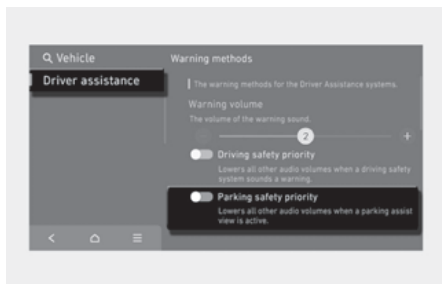 Vehicle
Warning methods
Driver assistance
The warning methods for the Driver Assistance systems.
Warning volume
The volume of the warning sound.
2
+
Driving safety priority
Lowers all other audio volumes when a driving safety
system sounds a warning.
Parking safety priority
Lowers all other audio volumes when a parking assist
view is active.